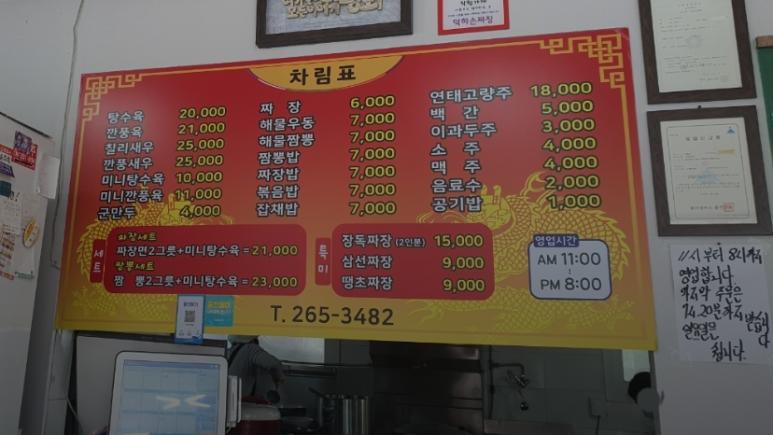 차림표
탕수육 20,000
깐풍육 21,000
칠리새우 25,000
깐풍새우 25,000
미니탕수육 10,000
미니깐풍육 11,000
군만두 4,000
짜 장 6,000
해물우동 7,000
해물짬뽕 7,000
짬뽕밥 7,000
짜장밥 7,000
볶음밥 7,000
잡채밥 7,000
연태고량주 18,000
백 간 5,000
이과두주 3,000
소 주 4,000
맥 주 4,000
음료수 2,000
공기밥 1,000
세트
짜장세트
짜장면2그릇+미니탕수육=21,000
짬뽕세트
짬 뽕2그릇+미니탕수육=23,000
특미
장독짜장 (2인분) 15,000
삼선짜장 9,000
땡초짜장 9,000
영업시간
AM 11:00
:
PM 8:00
T. 265-3482
11시부터 8시까지
영업합니다